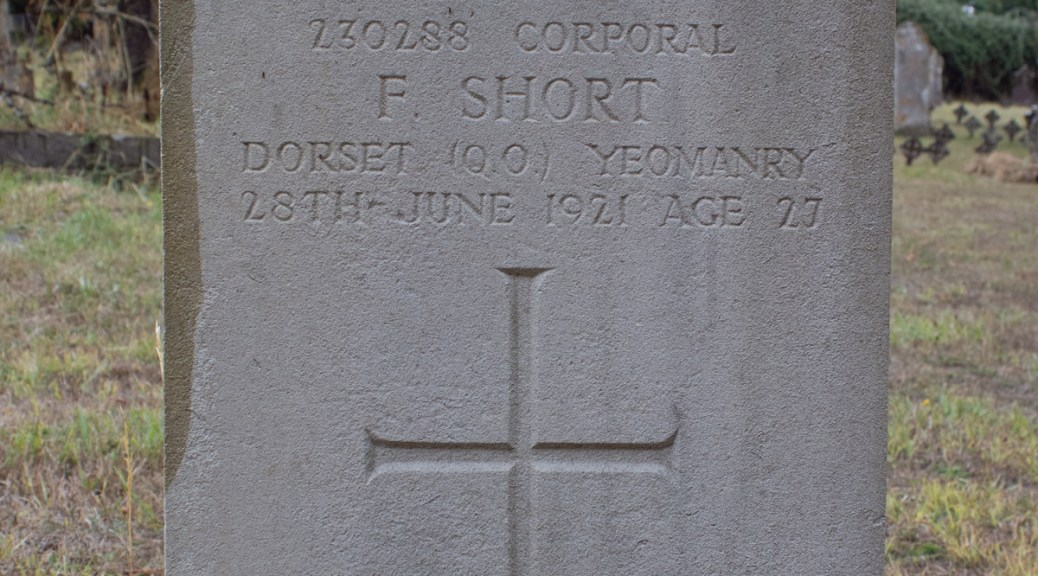 230288 CORPORAL
F. SHORT
DORSET (Q.O.) YEOMANRY
28TH JUNE 1921 AGE 27